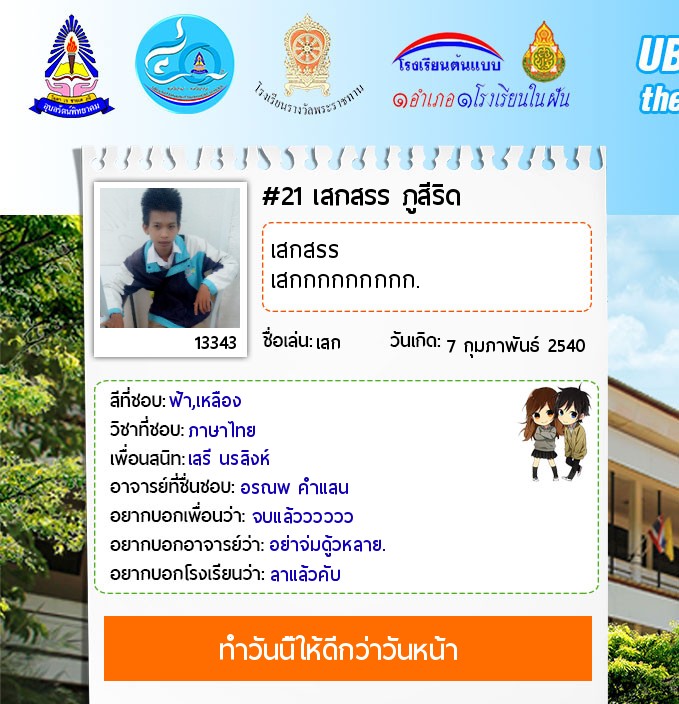 อุบลรัตน์พิทยาคม
โรงเรียนรางวัลพระราชทาน
โรงเรียนต้นแบบ
๑อำเภอ๑โรงเรียนในฝัน
UB
the
#21 เสกสรร ภูสีริด
เสกสรร
เสกกกกกกกกกก.
13343
ชื่อเล่น: เสก วันเกิด: 7 กุมภาพันธ์ 2540
สีที่ชอบ: ฟ้า,เหลือง
วิชาที่ชอบ: ภาษาไทย
เพื่อนสนิท: เสรี นรสิงห์
อาจารย์ที่ชื่นชอบ: อรณพ คำแสน
อยากบอกเพื่อนว่า: จบแล้วววววว
อยากบอกอาจารย์ว่า: อย่าจ่มดู้วหลาย.
อยากบอกโรงเรียนว่า: ลาแล้วคับ
ทำวันนี้ให้ดีกว่าวันหน้า